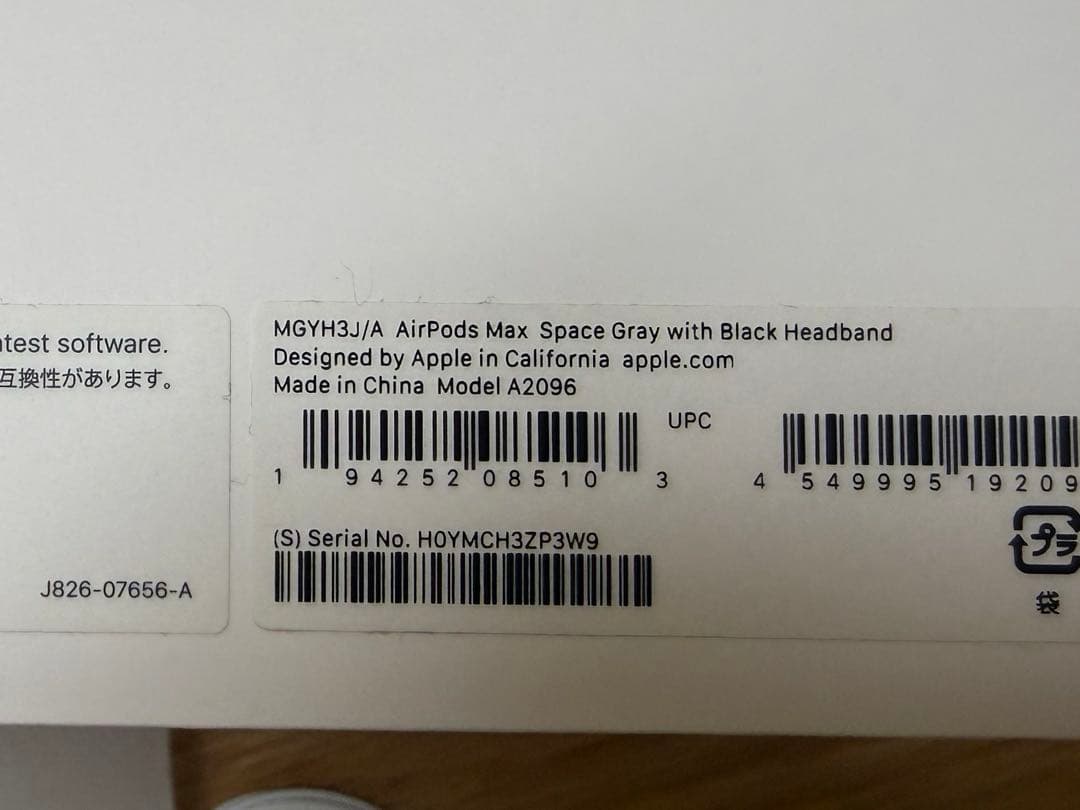 test software.
互換性があります。
J826-07656-A
MGYH3J/A AirPods Max Space Gray with Black Headband
Designed by Apple in California apple.com
Made in China Model A2096
UPC
1 94252 08510 3
4 549995 19209
(S) Serial No. H0YMCH3ZP3W9
プラ
袋